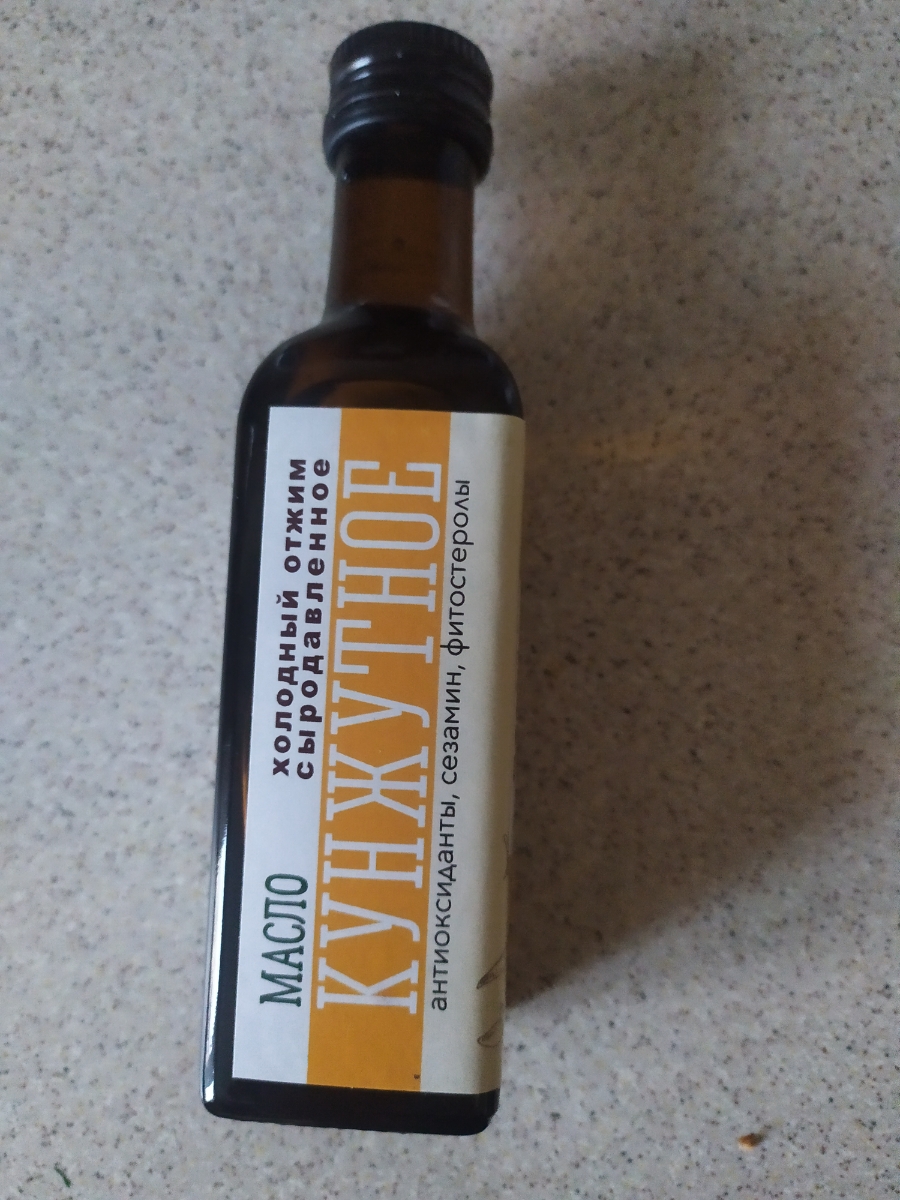 МАСЛО
холодный отжим
сыродавленное
КУНЖУТНОЕ
антиоксиданты, сезамин, фитостеролы